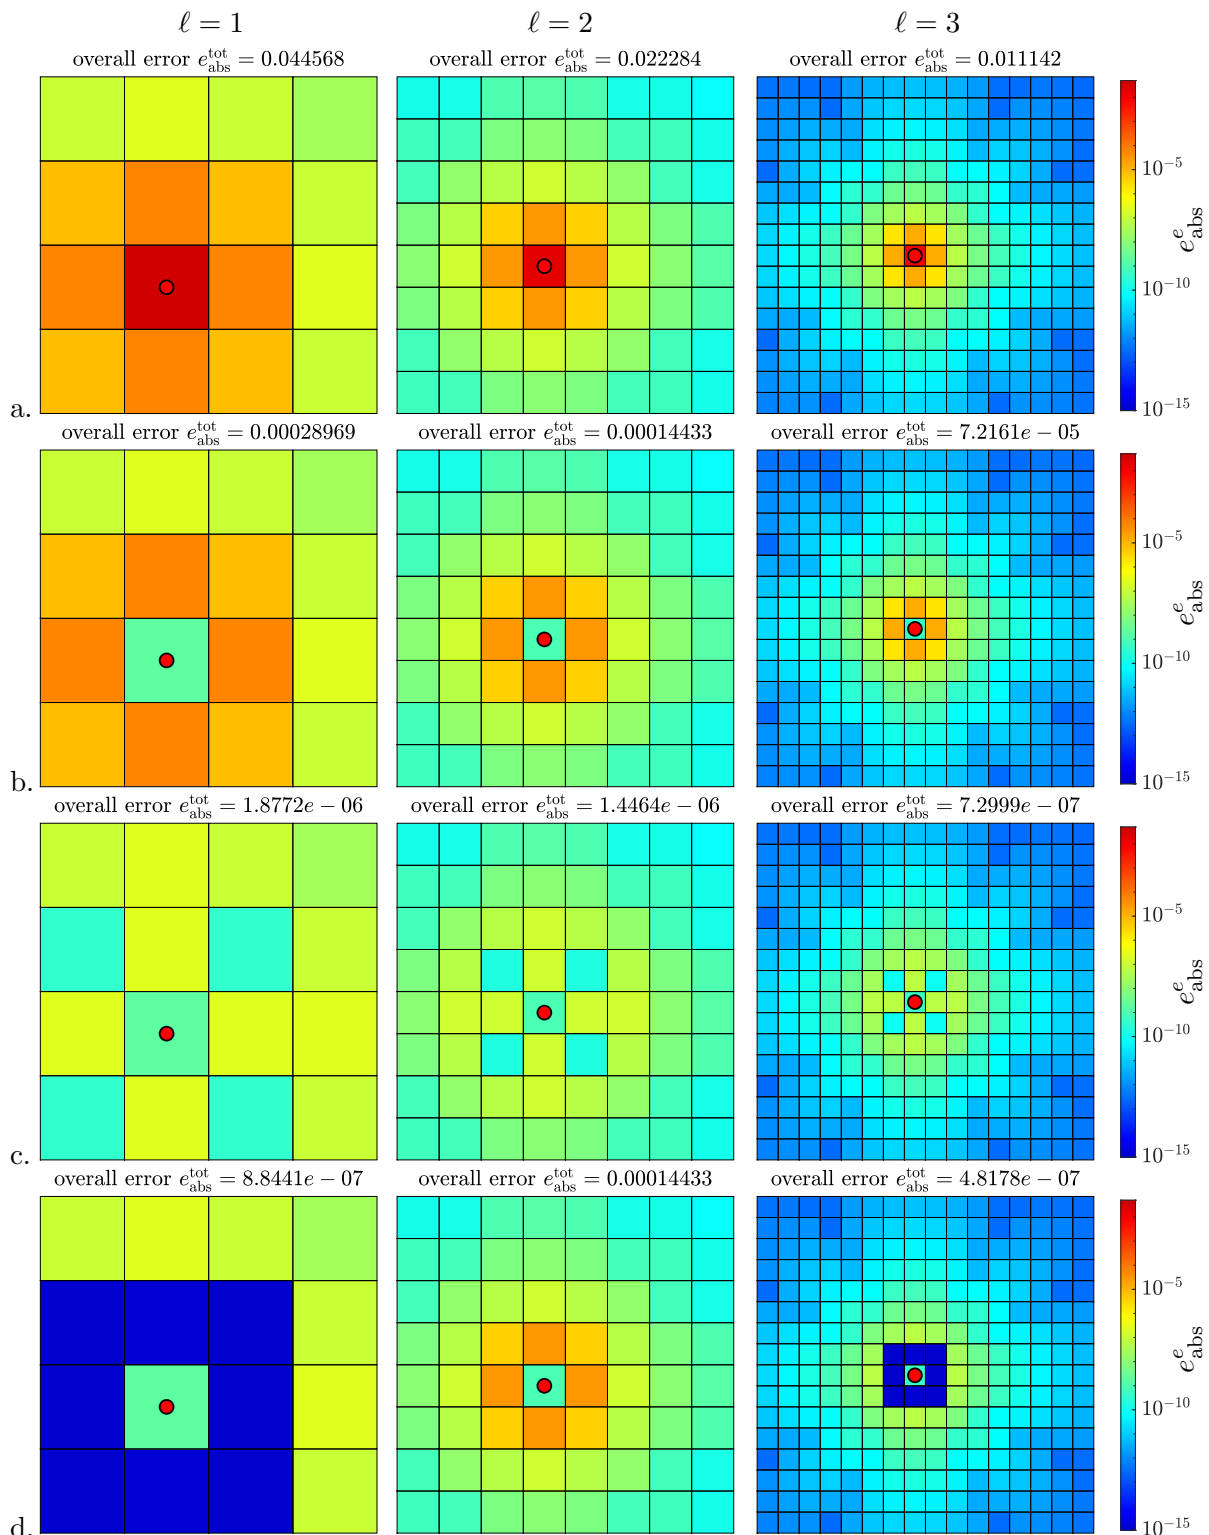 ℓ = 1 ℓ = 2 ℓ = 3
overall error e_abs^tot = 0.044568 overall error e_abs^tot = 0.022284 overall error e_abs^tot = 0.011142
10^−5
e_abs^e
10^−10
10^−15
a.
overall error e_abs^tot = 0.00028969 overall error e_abs^tot = 0.00014433 overall error e_abs^tot = 7.2161e − 05
10^−5
e_abs^e
10^−10
10^−15
b.
overall error e_abs^tot = 1.8772e − 06 overall error e_abs^tot = 1.4464e − 06 overall error e_abs^tot = 7.2999e − 07
10^−5
e_abs^e
10^−10
10^−15
c.
overall error e_abs^tot = 8.8441e − 07 overall error e_abs^tot = 0.00014433 overall error e_abs^tot = 4.8178e − 07
10^−5
e_abs^e
10^−10
10^−15
d.